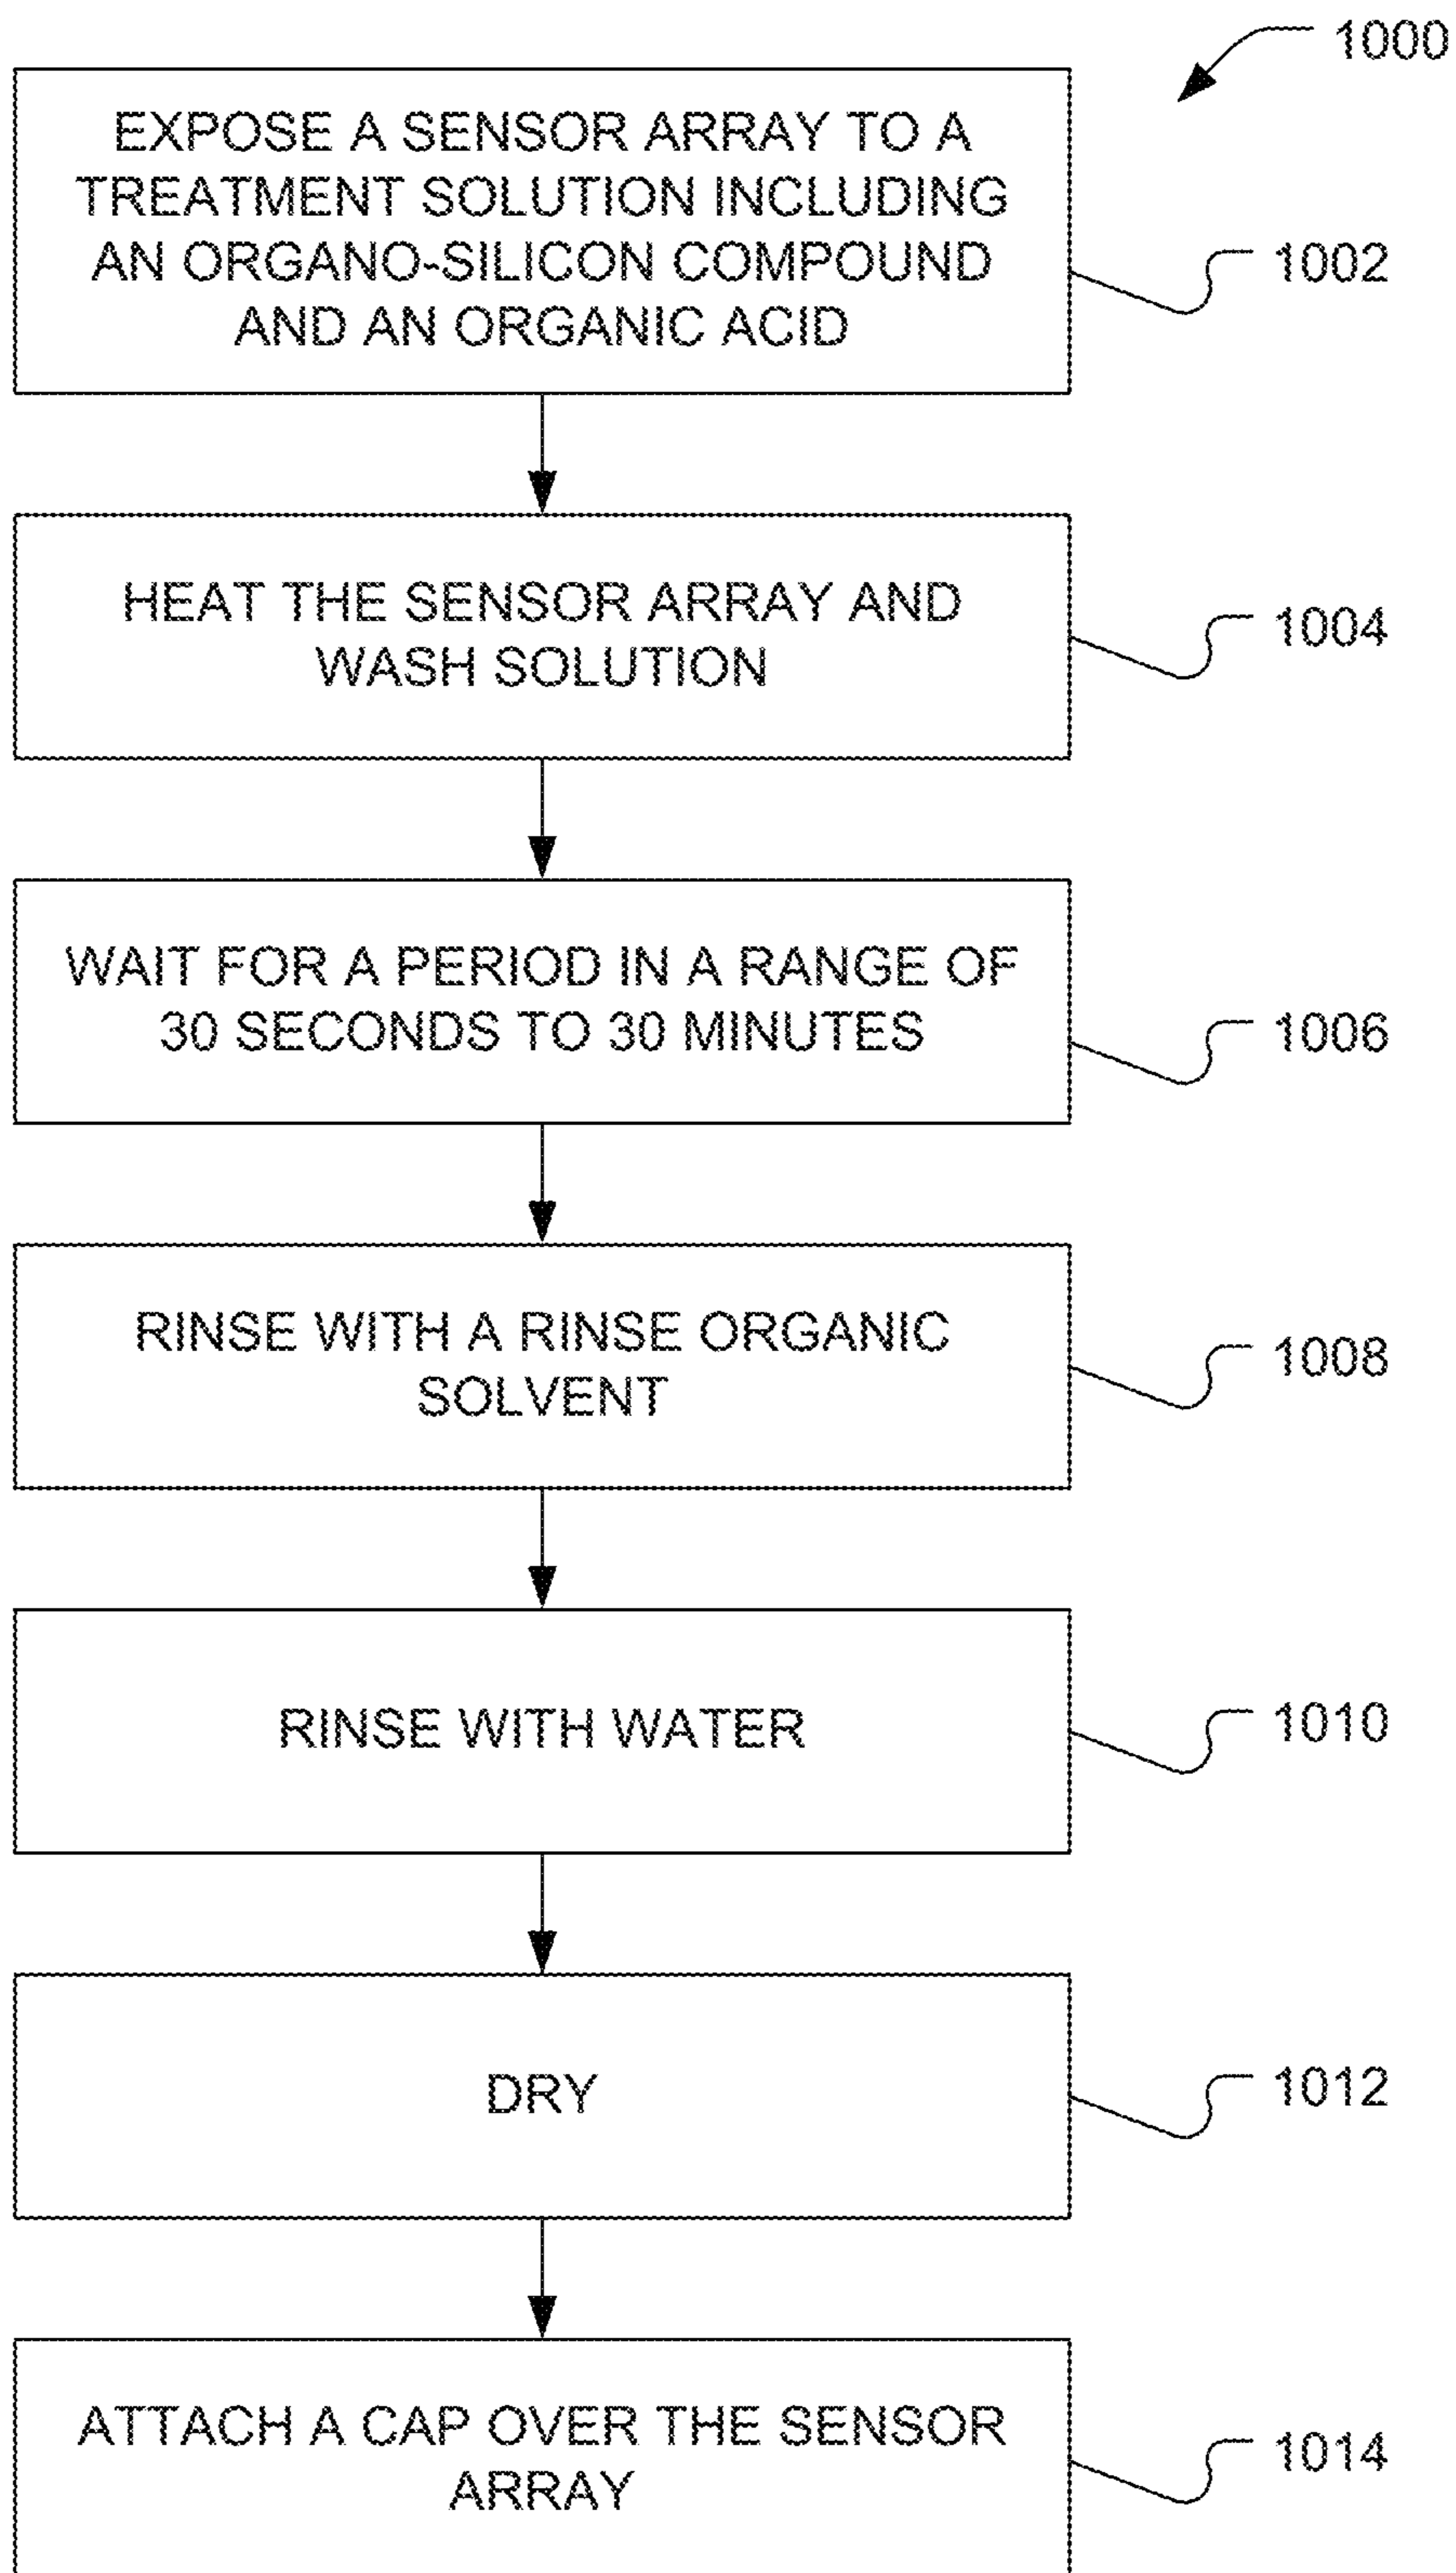 1000
EXPOSE A SENSOR ARRAY TO A
TREATMENT SOLUTION INCLUDING
AN ORGANO-SILICON COMPOUND
AND AN ORGANIC ACID
1002
HEAT THE SENSOR ARRAY AND
WASH SOLUTION
1004
WAIT FOR A PERIOD IN A RANGE OF
30 SECONDS TO 30 MINUTES
1006
RINSE WITH A RINSE ORGANIC
SOLVENT
1008
RINSE WITH WATER
1010
DRY
1012
ATTACH A CAP OVER THE SENSOR
ARRAY
1014